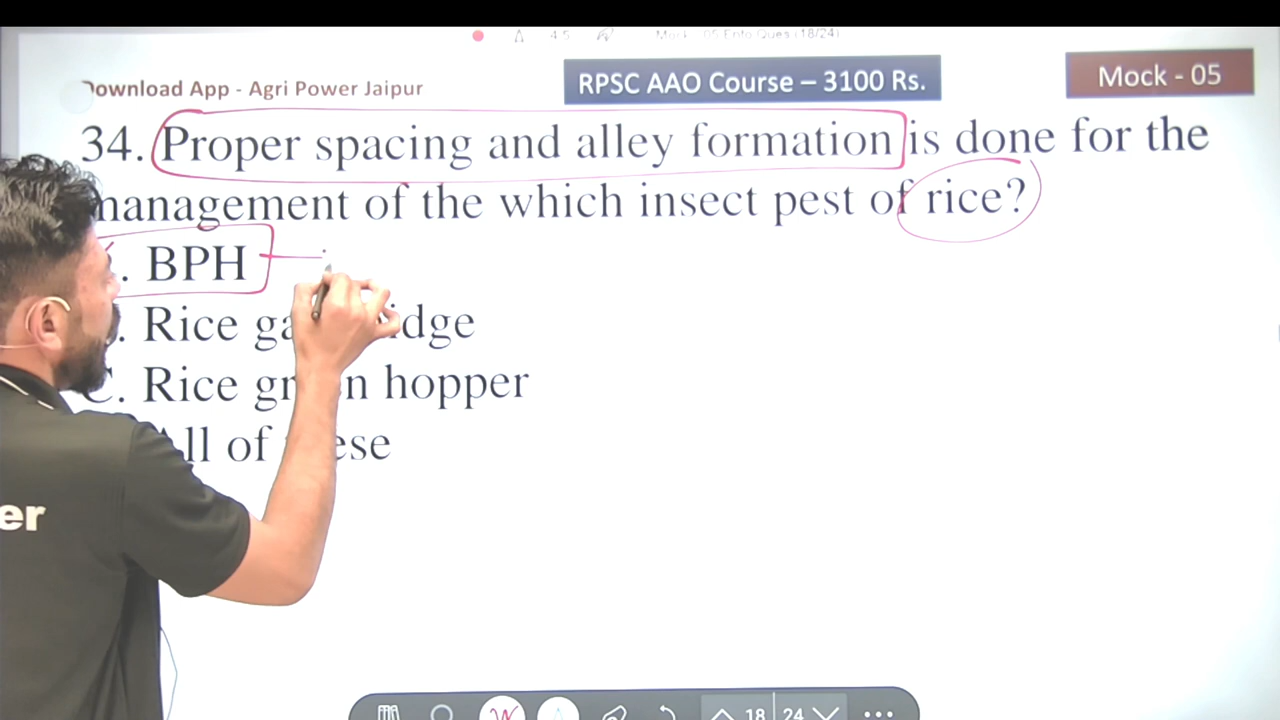 Download App - Agri Power Jaipur
RPSC AAO Course – 3100 Rs.
Mock - 05
34. Proper spacing and alley formation is done for the
management of the which insect pest of rice?
. BPH
. Rice ga idge
C. Rice gr n hopper
All of ese
er
18 24